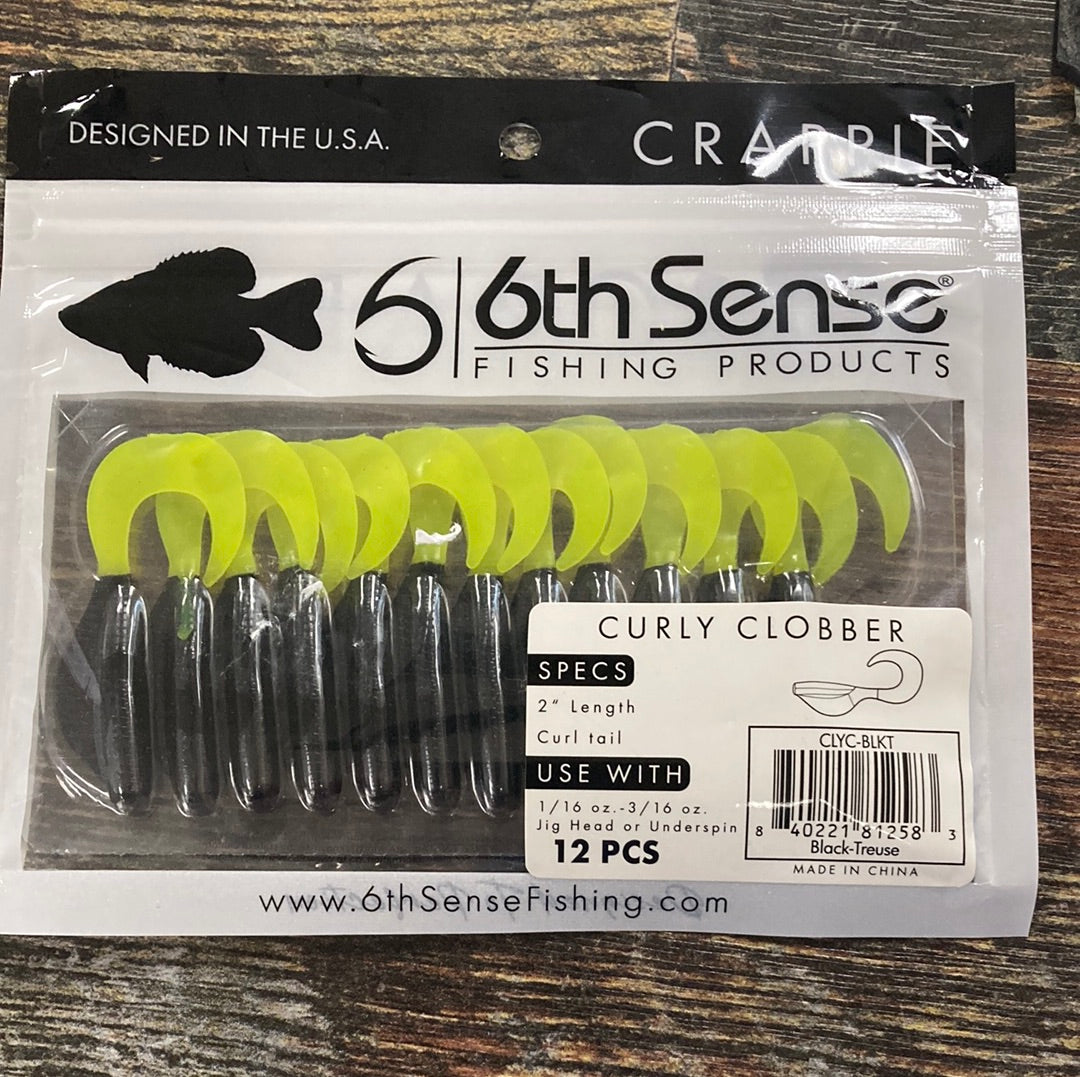 DESIGNED IN THE U.S.A.
CRAPPIE
6 6th Sense®
FISHING PRODUCTS
CURLY CLOBBER
SPECS
2" Length
Curl tail
USE WITH
1/16 oz.-3/16 oz.
Jig Head or Underspin
12 PCS
CLYC-BLKT
8 40221 81258 3
Black-Treuse
MADE IN CHINA
www.6thSenseFishing.com